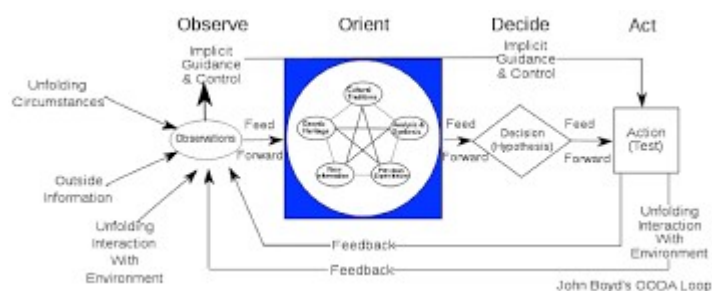 Observe
Orient
Decide
Act
Implicit
Guidance
& Control
Implicit
Guidance
& Control
Unfolding
Circumstances
Observations
Outside
Information
Unfolding
Interaction
With
Environment
Feed
Forward
Cultural
Traditions
Genetic
Heritage
Analysis &
Synthesis
New
Information
Previous
Experience
Feed
Forward
Decision
(Hypothesis)
Feed
Forward
Action
(Test)
Unfolding
Interaction
With
Environment
Feedback
Feedback
John Boyd's OODA Loop